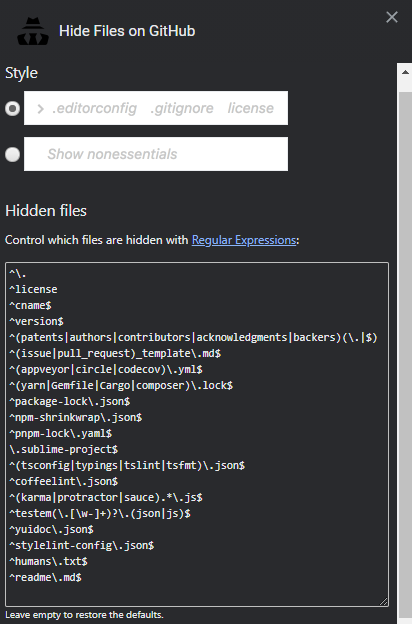 Hide Files on GitHub
Style
> .editorconfig .gitignore license
Show nonessentials
Hidden files
Control which files are hidden with Regular Expressions:
^\.
^license
^cname$
^version$
^(patents|authors|contributors|acknowledgments|backers)(\.|$)
^(issue|pull_request)_template\.md$
^(appveyor|circle|codecov)\.yml$
^(yarn|Gemfile|Cargo|composer)\.lock$
^package-lock\.json$
^npm-shrinkwrap\.json$
^pnpm-lock\.yaml$
\.sublime-project$
^(tsconfig|typings|tslint|tsfmt)\.json$
^coffeelint\.json$
^(karma|protractor|sauce).*\.js$
^testem(\.[\w-]+)?\.(json|js)$
^yuidoc\.json$
^stylelint-config\.json$
^humans\.txt$
^readme\.md$
Leave empty to restore the defaults.